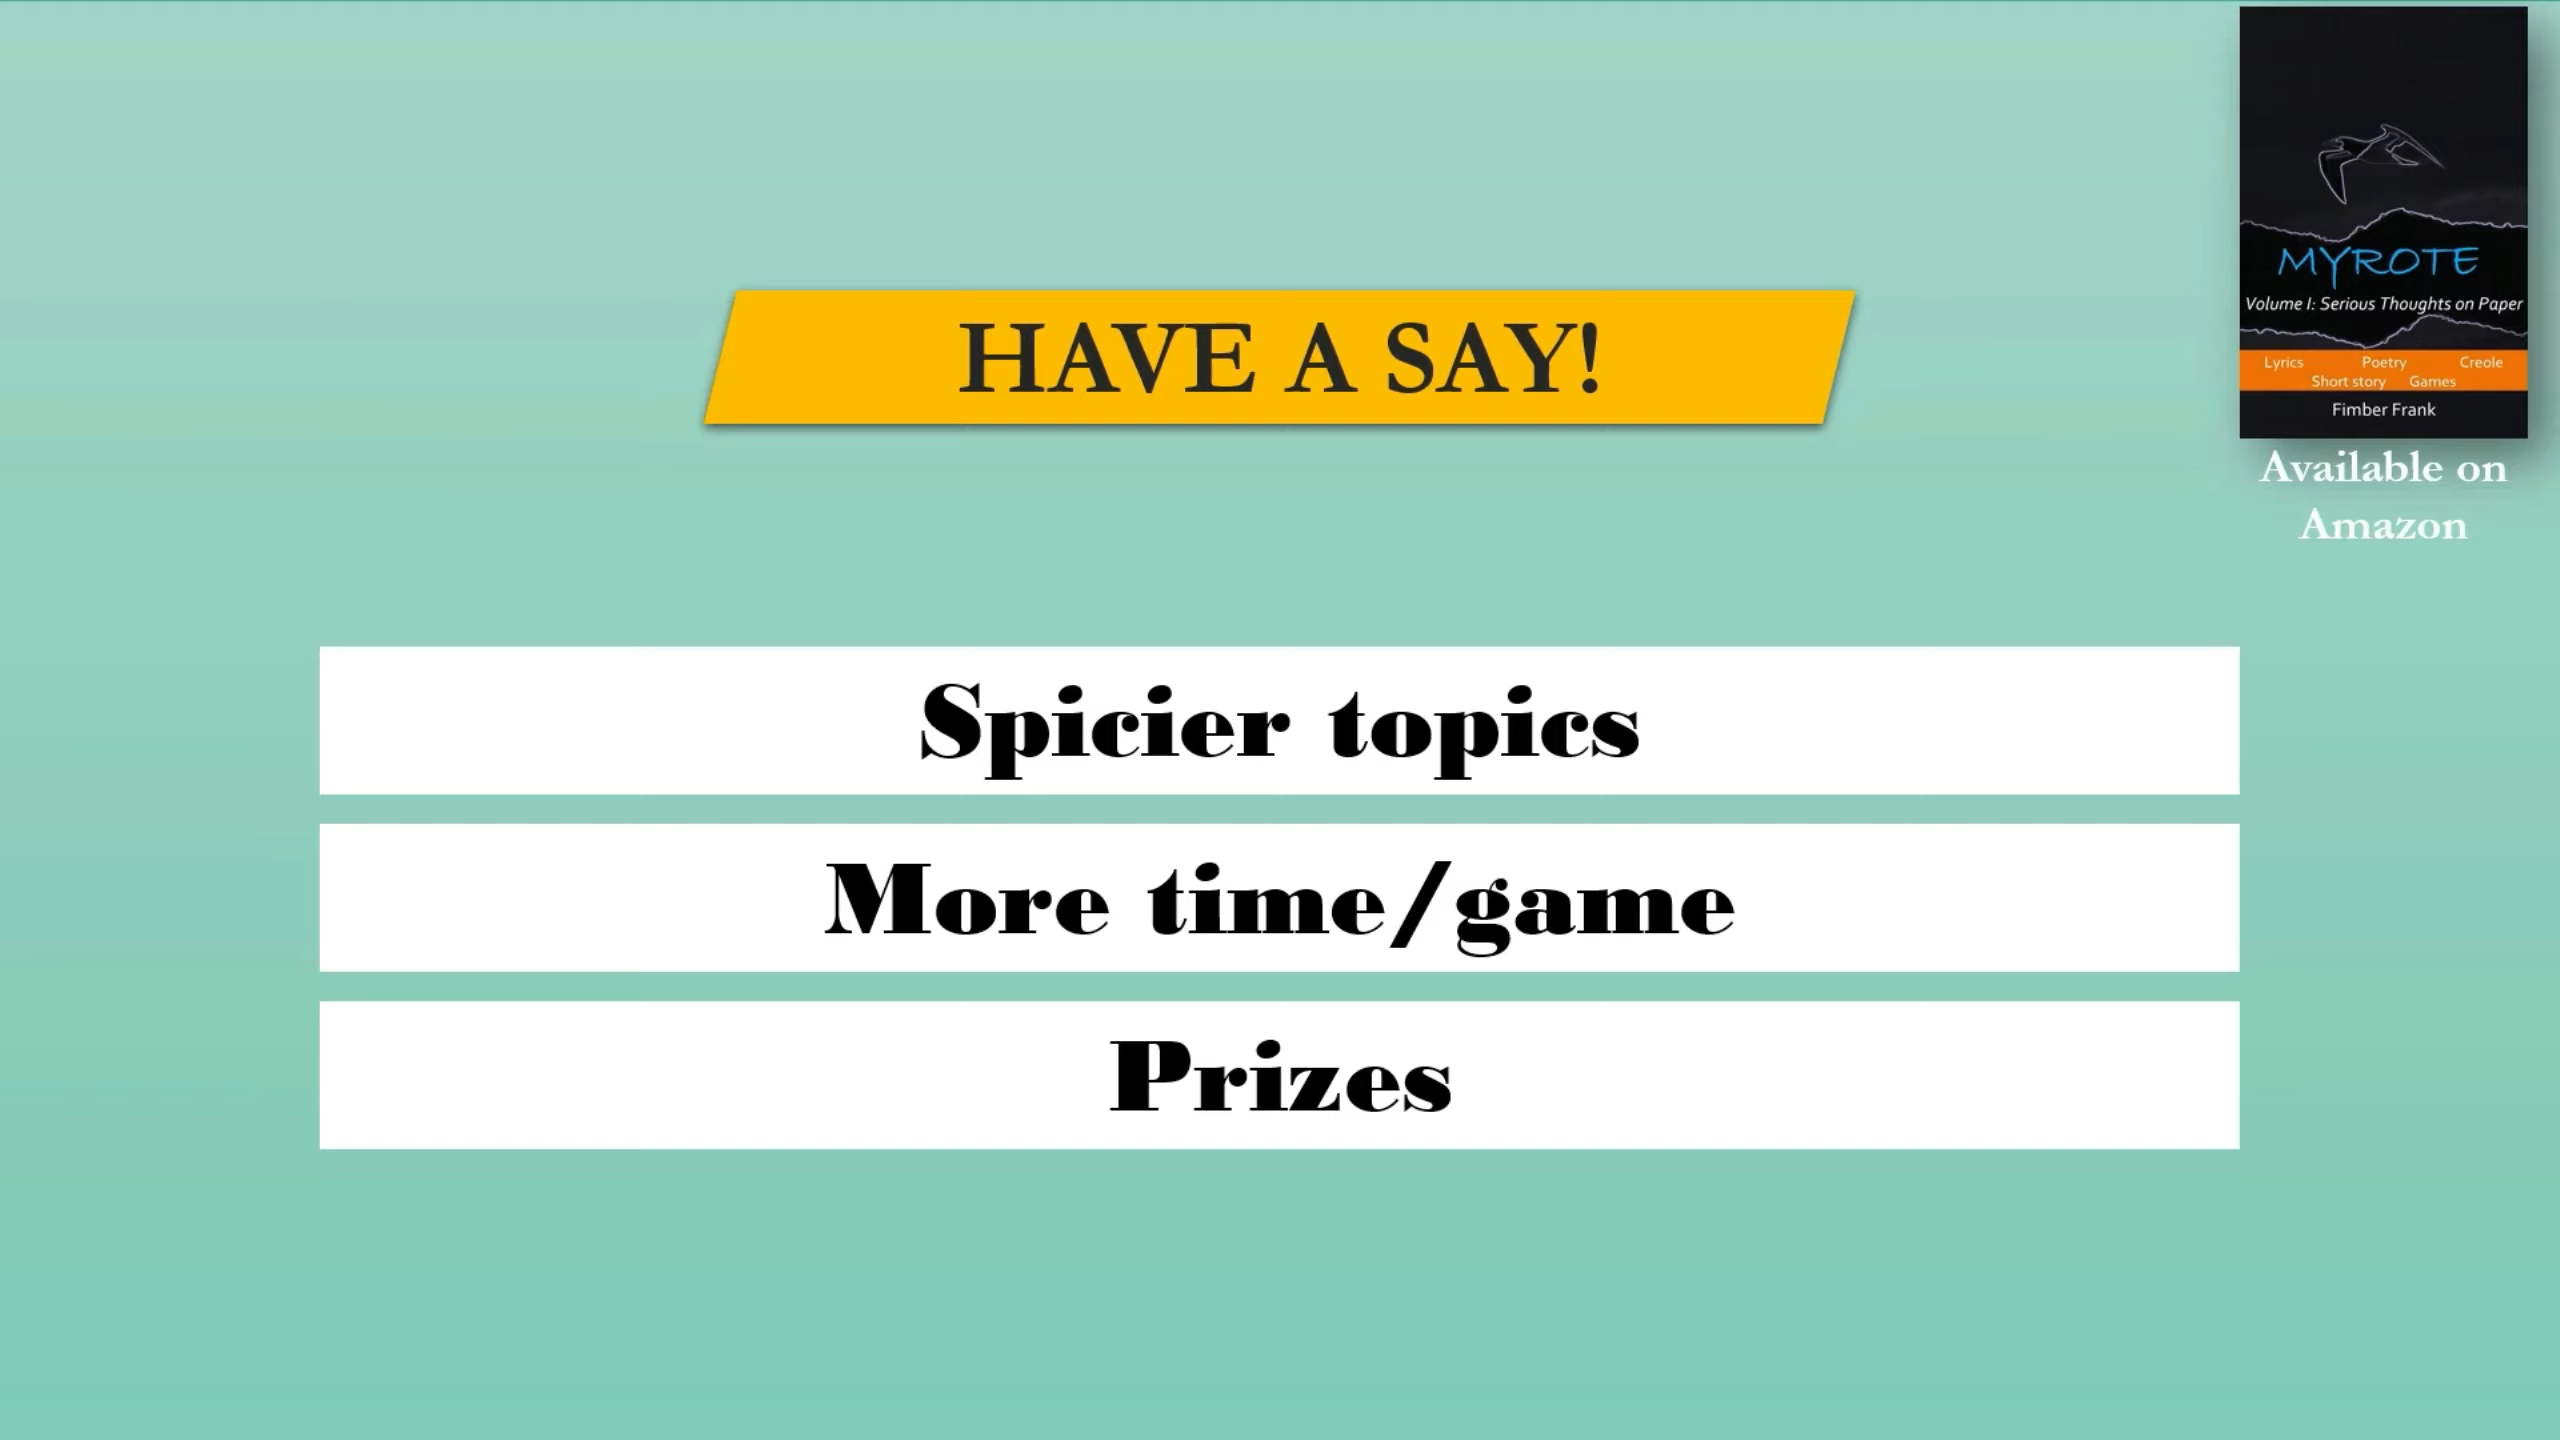 HAVE A SAY!
Spicier topics
More time/game
Prizes
MYROTE
Volume I: Serious Thoughts on Paper
Lyrics Poetry Creole
Short story Games
Fimber Frank
Available on
Amazon